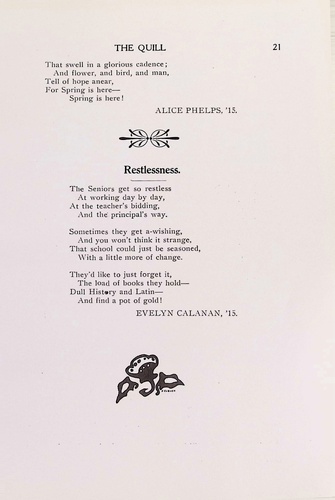 THE QUILL 21
That swell in a glorious cadence;
And flower, and bird, and man,
Tell of hope anear,
For Spring is here—
Spring is here!
ALICE PHELPS, '15.
Restlessness.
The Seniors get so restless
At working day by day,
At the teacher's bidding,
And the principal's way.
Sometimes they get a-wishing,
And you won't think it strange,
That school could just be seasoned,
With a little more of change.
They'd like to just forget it,
The load of books they hold—
Dull History and Latin—
And find a pot of gold!
EVELYN CALANAN, '15.